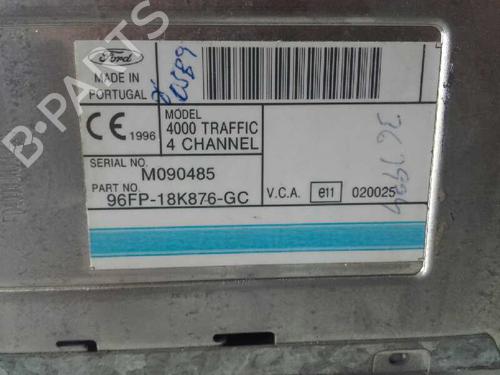 Ford
MADE IN
PORTUGAL
CE 1996
MODEL
4000 TRAFFIC
4 CHANNEL
SERIAL NO.
M090485
PART NO.
96FP-18K876-GC
V.C.A. e11 020025
B-PARTS